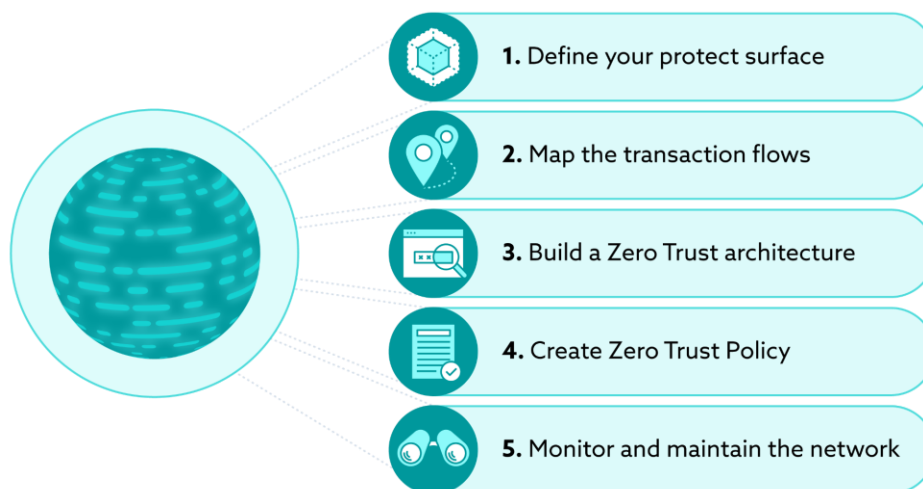 1. Define your protect surface
2. Map the transaction flows
3. Build a Zero Trust architecture
4. Create Zero Trust Policy
5. Monitor and maintain the network